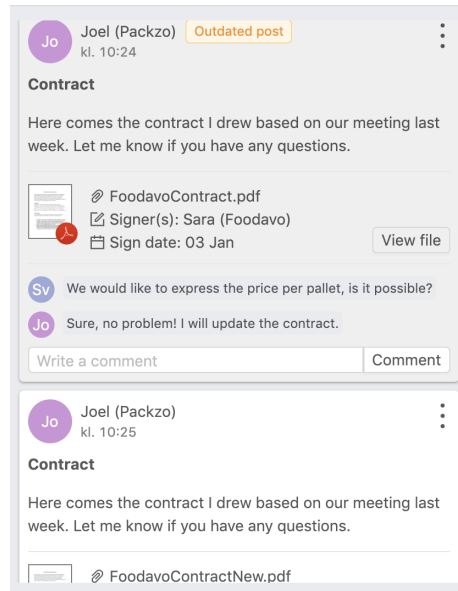 Jo
Joel (Packzo) Outdated post
kl. 10:24
Contract
Here comes the contract I drew based on our meeting last
week. Let me know if you have any questions.
FoodavoContract.pdf
Signer(s): Sara (Foodavo)
Sign date: 03 Jan
View file
Sv We would like to express the price per pallet, is it possible?
Jo Sure, no problem! I will update the contract.
Write a comment Comment
Jo
Joel (Packzo)
kl. 10:25
Contract
Here comes the contract I drew based on our meeting last
week. Let me know if you have any questions.
FoodavoContractNew.pdf